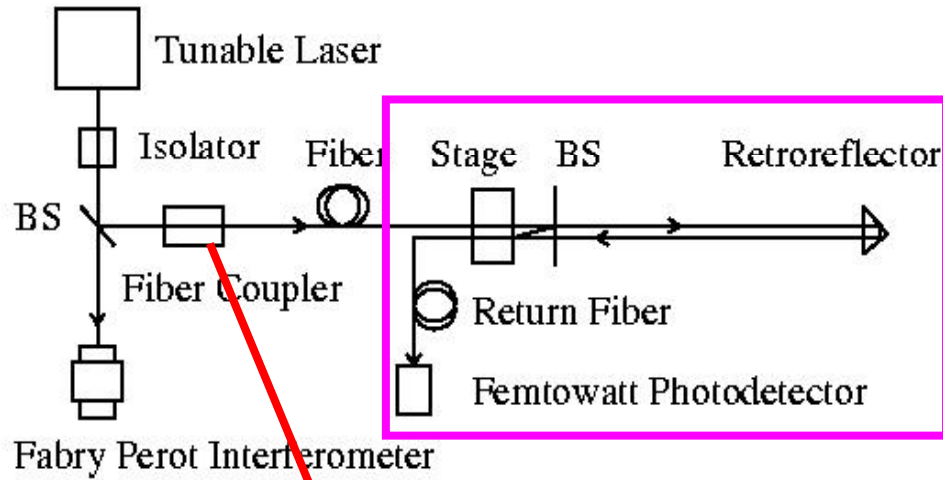 Tunable Laser
Isolator
Fiber
Stage
BS
Retroreflector
BS
Fiber Coupler
Return Fiber
Femtowatt Photodetector
Fabry Perot Interferometer